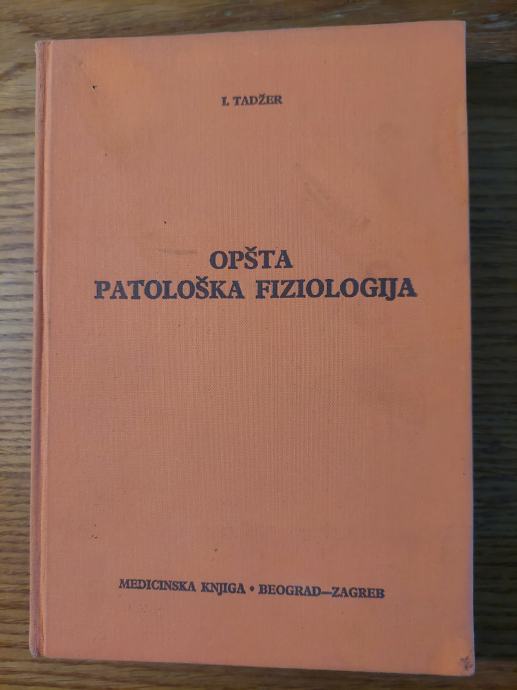 I. TADŽER
OPŠTA
PATOLOŠKA FIZIOLOGIJA
MEDICINSKA KNJIGA • BEOGRAD—ZAGREB